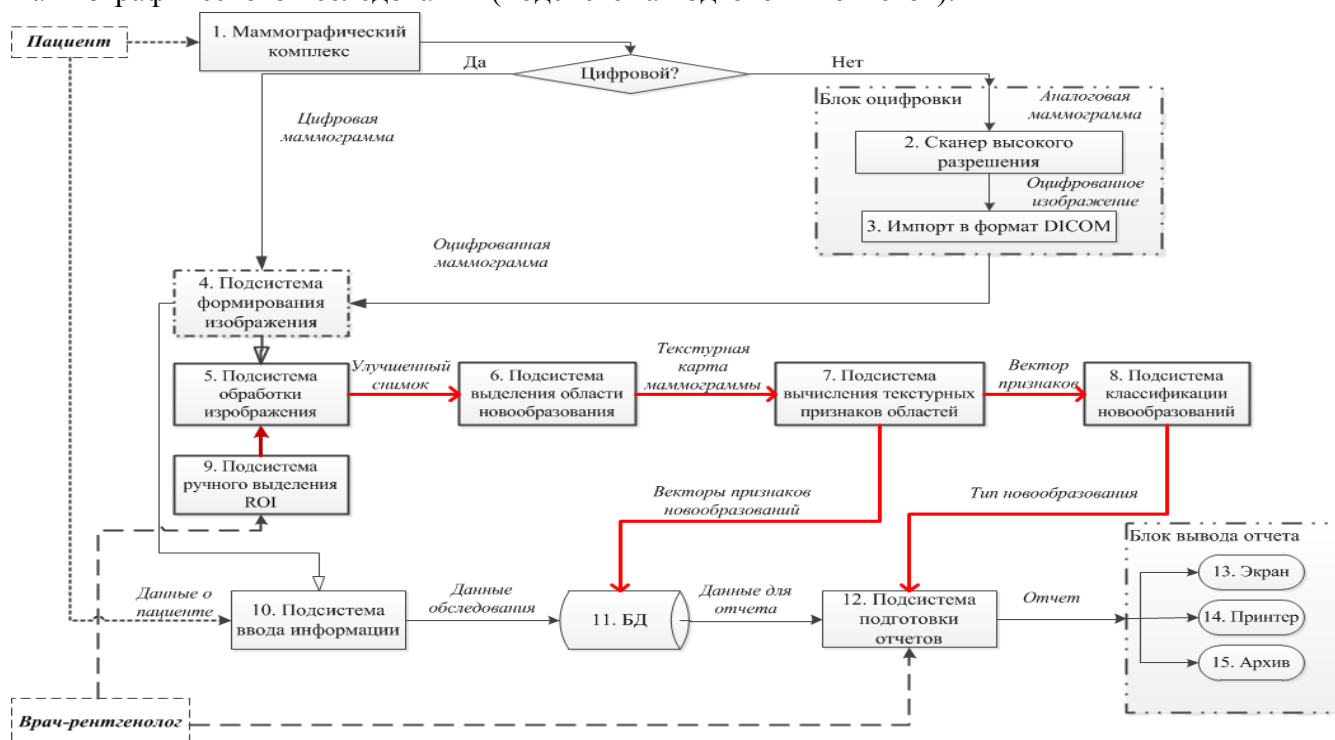 Пациент
1. Маммографический
комплекс
Да
Цифровой?
Нет
Блок оцифровки
Аналоговая
маммограмма
Цифровая
маммограмма
2. Сканер высокого
разрешения
Оцифрованное
изображение
3. Импорт в формат DICOM
Оцифрованная
маммограмма
4. Подсистема
формирования
изображения
5. Подсистема
обработки
изрображения
Улучшенный
снимок
6. Подсистема
выделения области
новообразования
Текстурная
карта
маммограммы
7. Подсистема
вычисления текстурных
признаков областей
Вектор
признаков
8. Подсистема
классификации
новообразований
9. Подсистема
ручного выделения
ROI
Векторы признаков
новообразований
Тип новообразования
Блок вывода отчета
Данные о
пациенте
10. Подсистема
ввода информации
Данные
обследования
11. БД
Данные для
отчета
12. Подсистема
подготовки
отчетов
Отчет
13. Экран
14. Принтер
15. Архив
Врач-рентгенолог